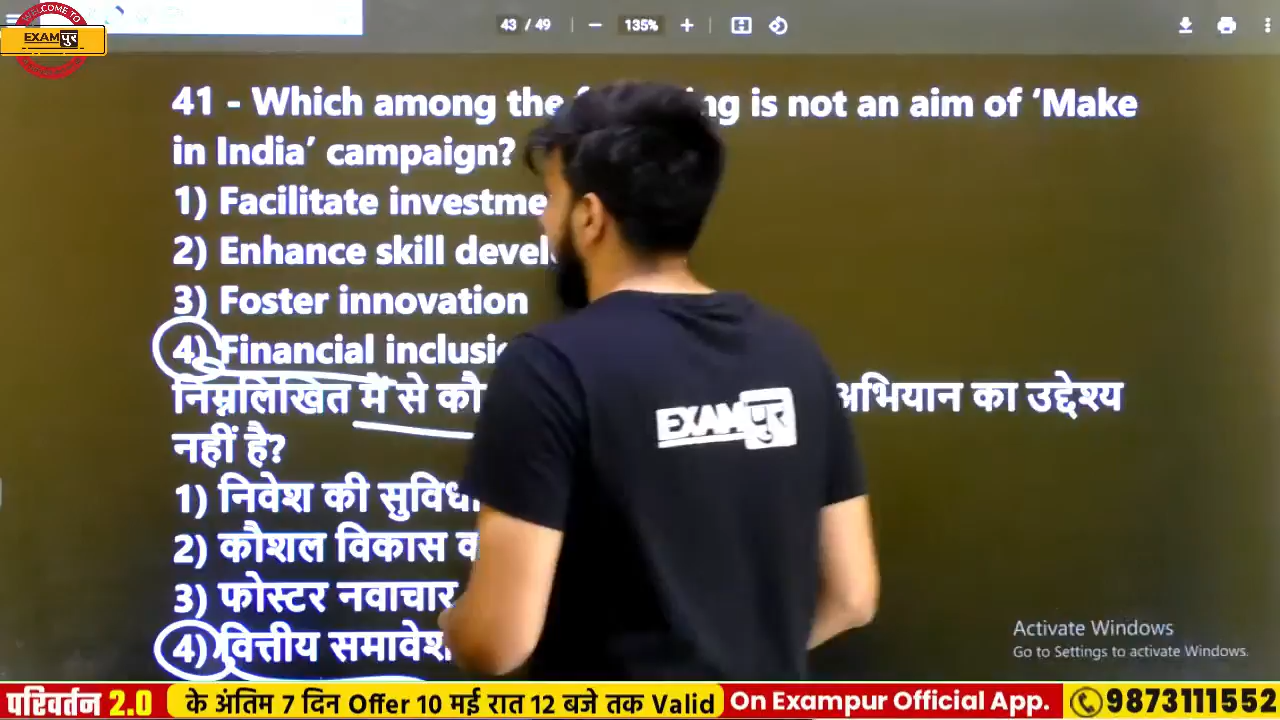 WELCOME TO
EXAMपुर
43 / 49
135%
41 - Which among the ng is not an aim of ‘Make
in India’ campaign?
1) Facilitate investme
2) Enhance skill devel
3) Foster innovation
4) Financial inclusi
निम्नलिखित में से कौ अभियान का उद्देश्य
नहीं है?
1) निवेश की सुविधा
2) कौशल विकास
3) फोस्टर नवाचार
4) वित्तीय समावेश
EXAMपुर
Activate Windows
Go to Settings to activate Windows.
परिवर्तन 2.0 के अंतिम 7 दिन Offer 10 मई रात 12 बजे तक Valid On Exampur Official App. 9873111552